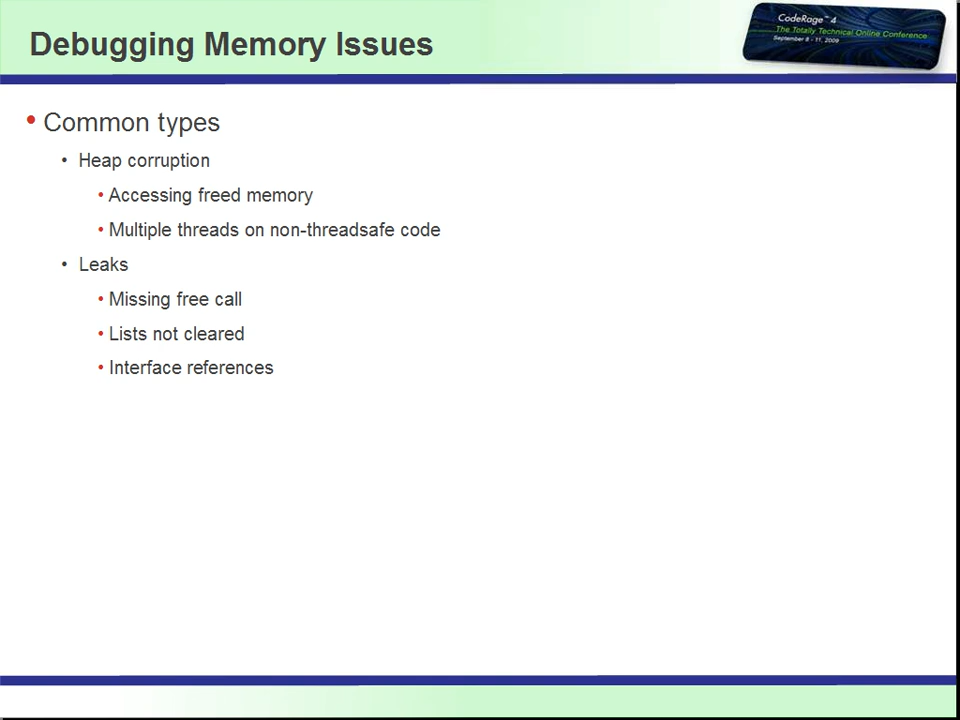 Debugging Memory Issues
CodeRage™ 4
The Totally Technical Online Conference
September 8 - 11, 2009
• Common types
• Heap corruption
• Accessing freed memory
• Multiple threads on non-threadsafe code
• Leaks
• Missing free call
• Lists not cleared
• Interface references